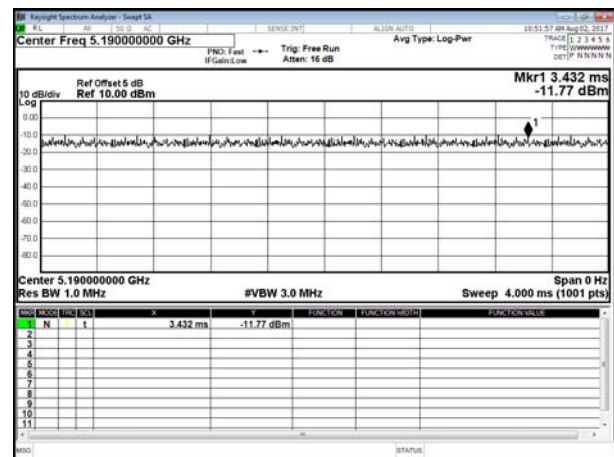 Keysight Spectrum Analyzer - Swept SA
RL RF 50 Ω AC SENSE:INT ALIGN AUTO 10:51:57 AM Aug 02, 2017
Center Freq 5.190000000 GHz
PNO: Fast
IFGain:Low
Trig: Free Run
Atten: 16 dB
Avg Type: Log-Pwr
TRACE 1 2 3 4 5 6
TYPE
DET P N N N N N
Ref Offset 5 dB
10 dB/div Ref 10.00 dBm
Mkr1 3.432 ms
-11.77 dBm
Log
0.00
-10.0
-20.0
-30.0
-40.0
-50.0
-60.0
-70.0
-80.0
1
Center 5.190000000 GHz Span 0 Hz
Res BW 1.0 MHz #VBW 3.0 MHz Sweep 4.000 ms (1001 pts)
MKR MODE TRC SCL X Y FUNCTION FUNCTION WIDTH FUNCTION VALUE
1 N t 3.432 ms -11.77 dBm
2
3
4
5
6
7
8
9
10
11
MSG STATUS